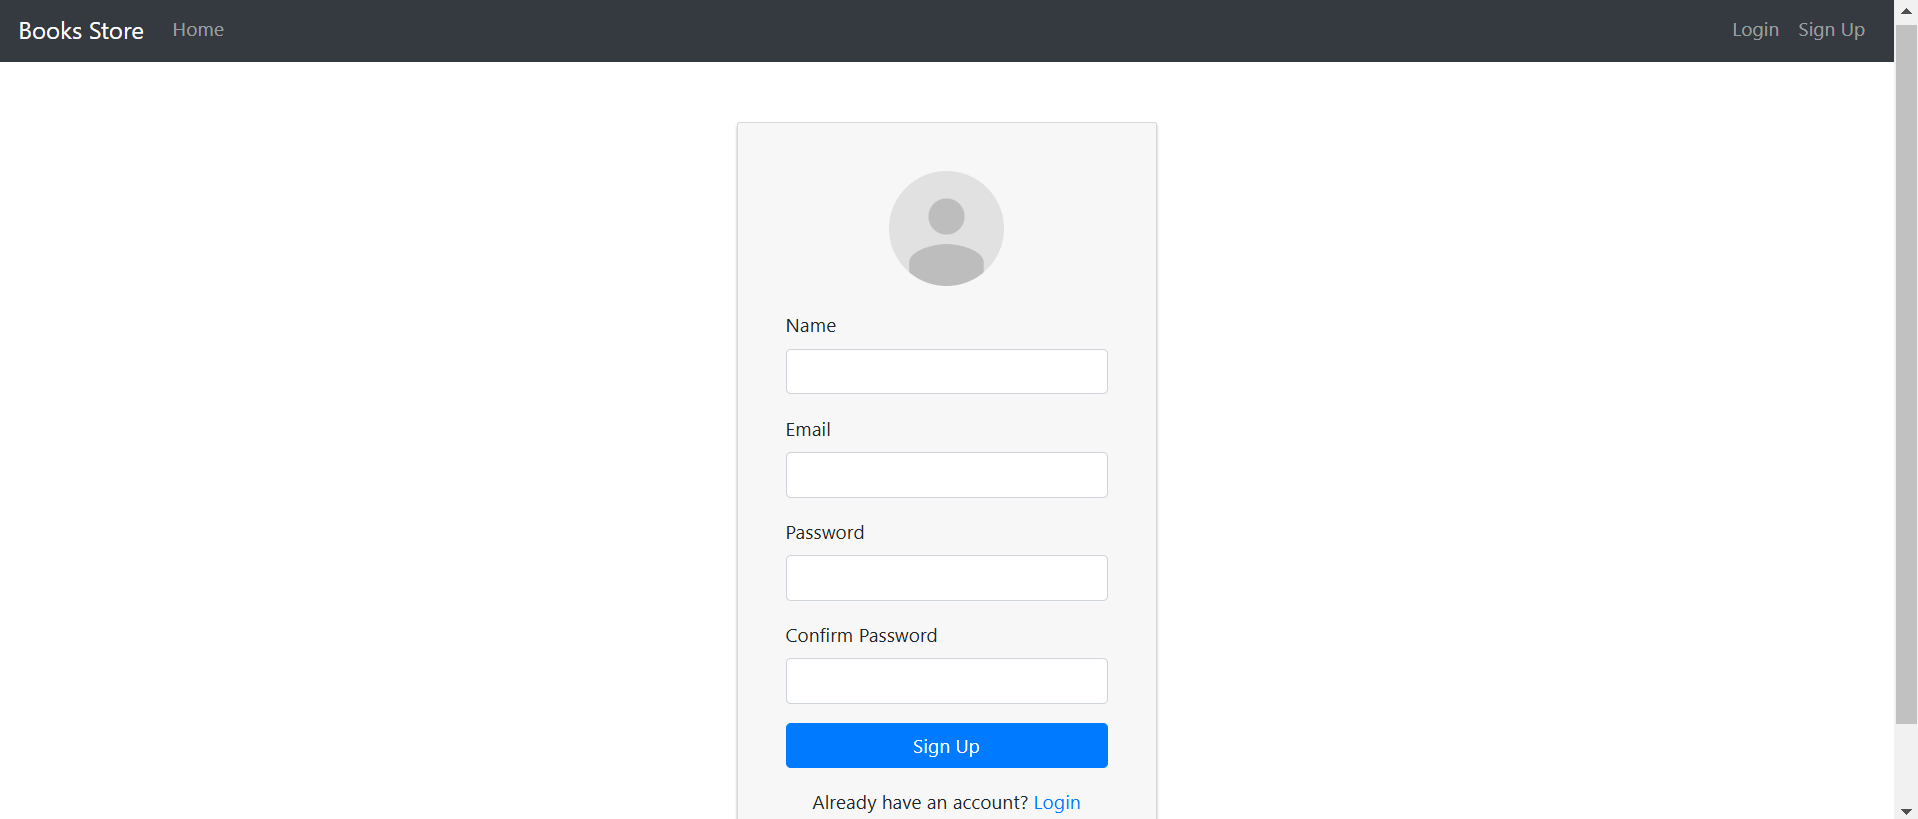 Books Store Home Login Sign Up
Name
Email
Password
Confirm Password
Sign Up
Already have an account? Login